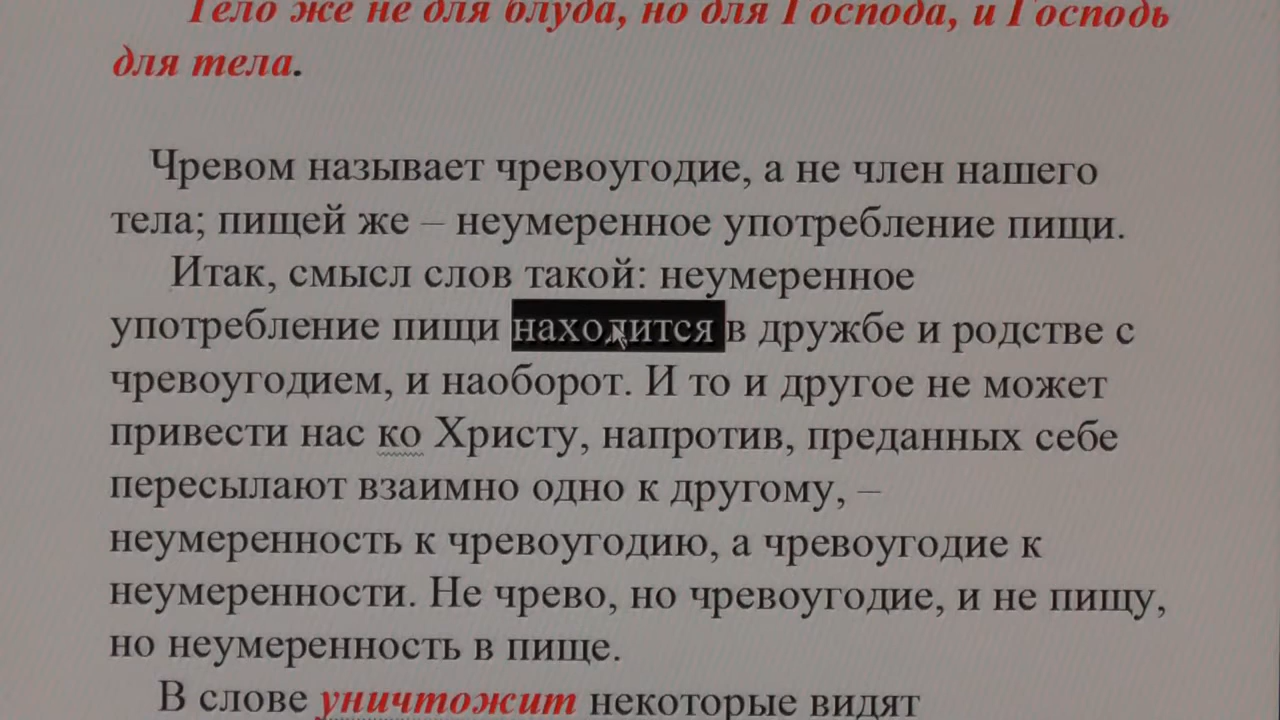 Тело же не для блуда, но для Господа, и Господь
для тела.
Чревом называет чревоугодие, а не член нашего
тела; пищей же – неумеренное употребление пищи.
Итак, смысл слов такой: неумеренное
употребление пищи находится в дружбе и родстве с
чревоугодием, и наоборот. И то и другое не может
привести нас ко Христу, напротив, преданных себе
пересылают взаимно одно к другому, –
неумеренность к чревоугодию, а чревоугодие к
неумеренности. Не чрево, но чревоугодие, и не пищу,
но неумеренность в пище.
В слове уничтожит некоторые видят